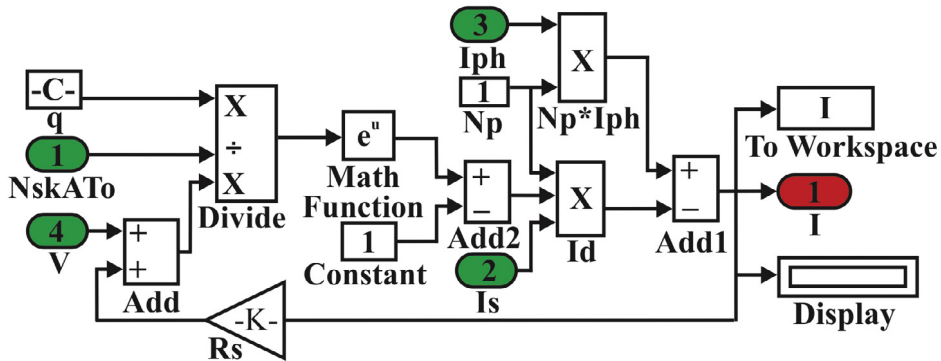 3
Iph
X
-C-
q
X
÷
X
1
Np
Np*Iph
I
To Workspace
1
NskATo
e^u
Math
Function
+
−
X
+
−
1
I
4
V
+
+
Divide
Add
1
Constant
Add2
2
Is
Id
Add1
-K-
Rs
Display